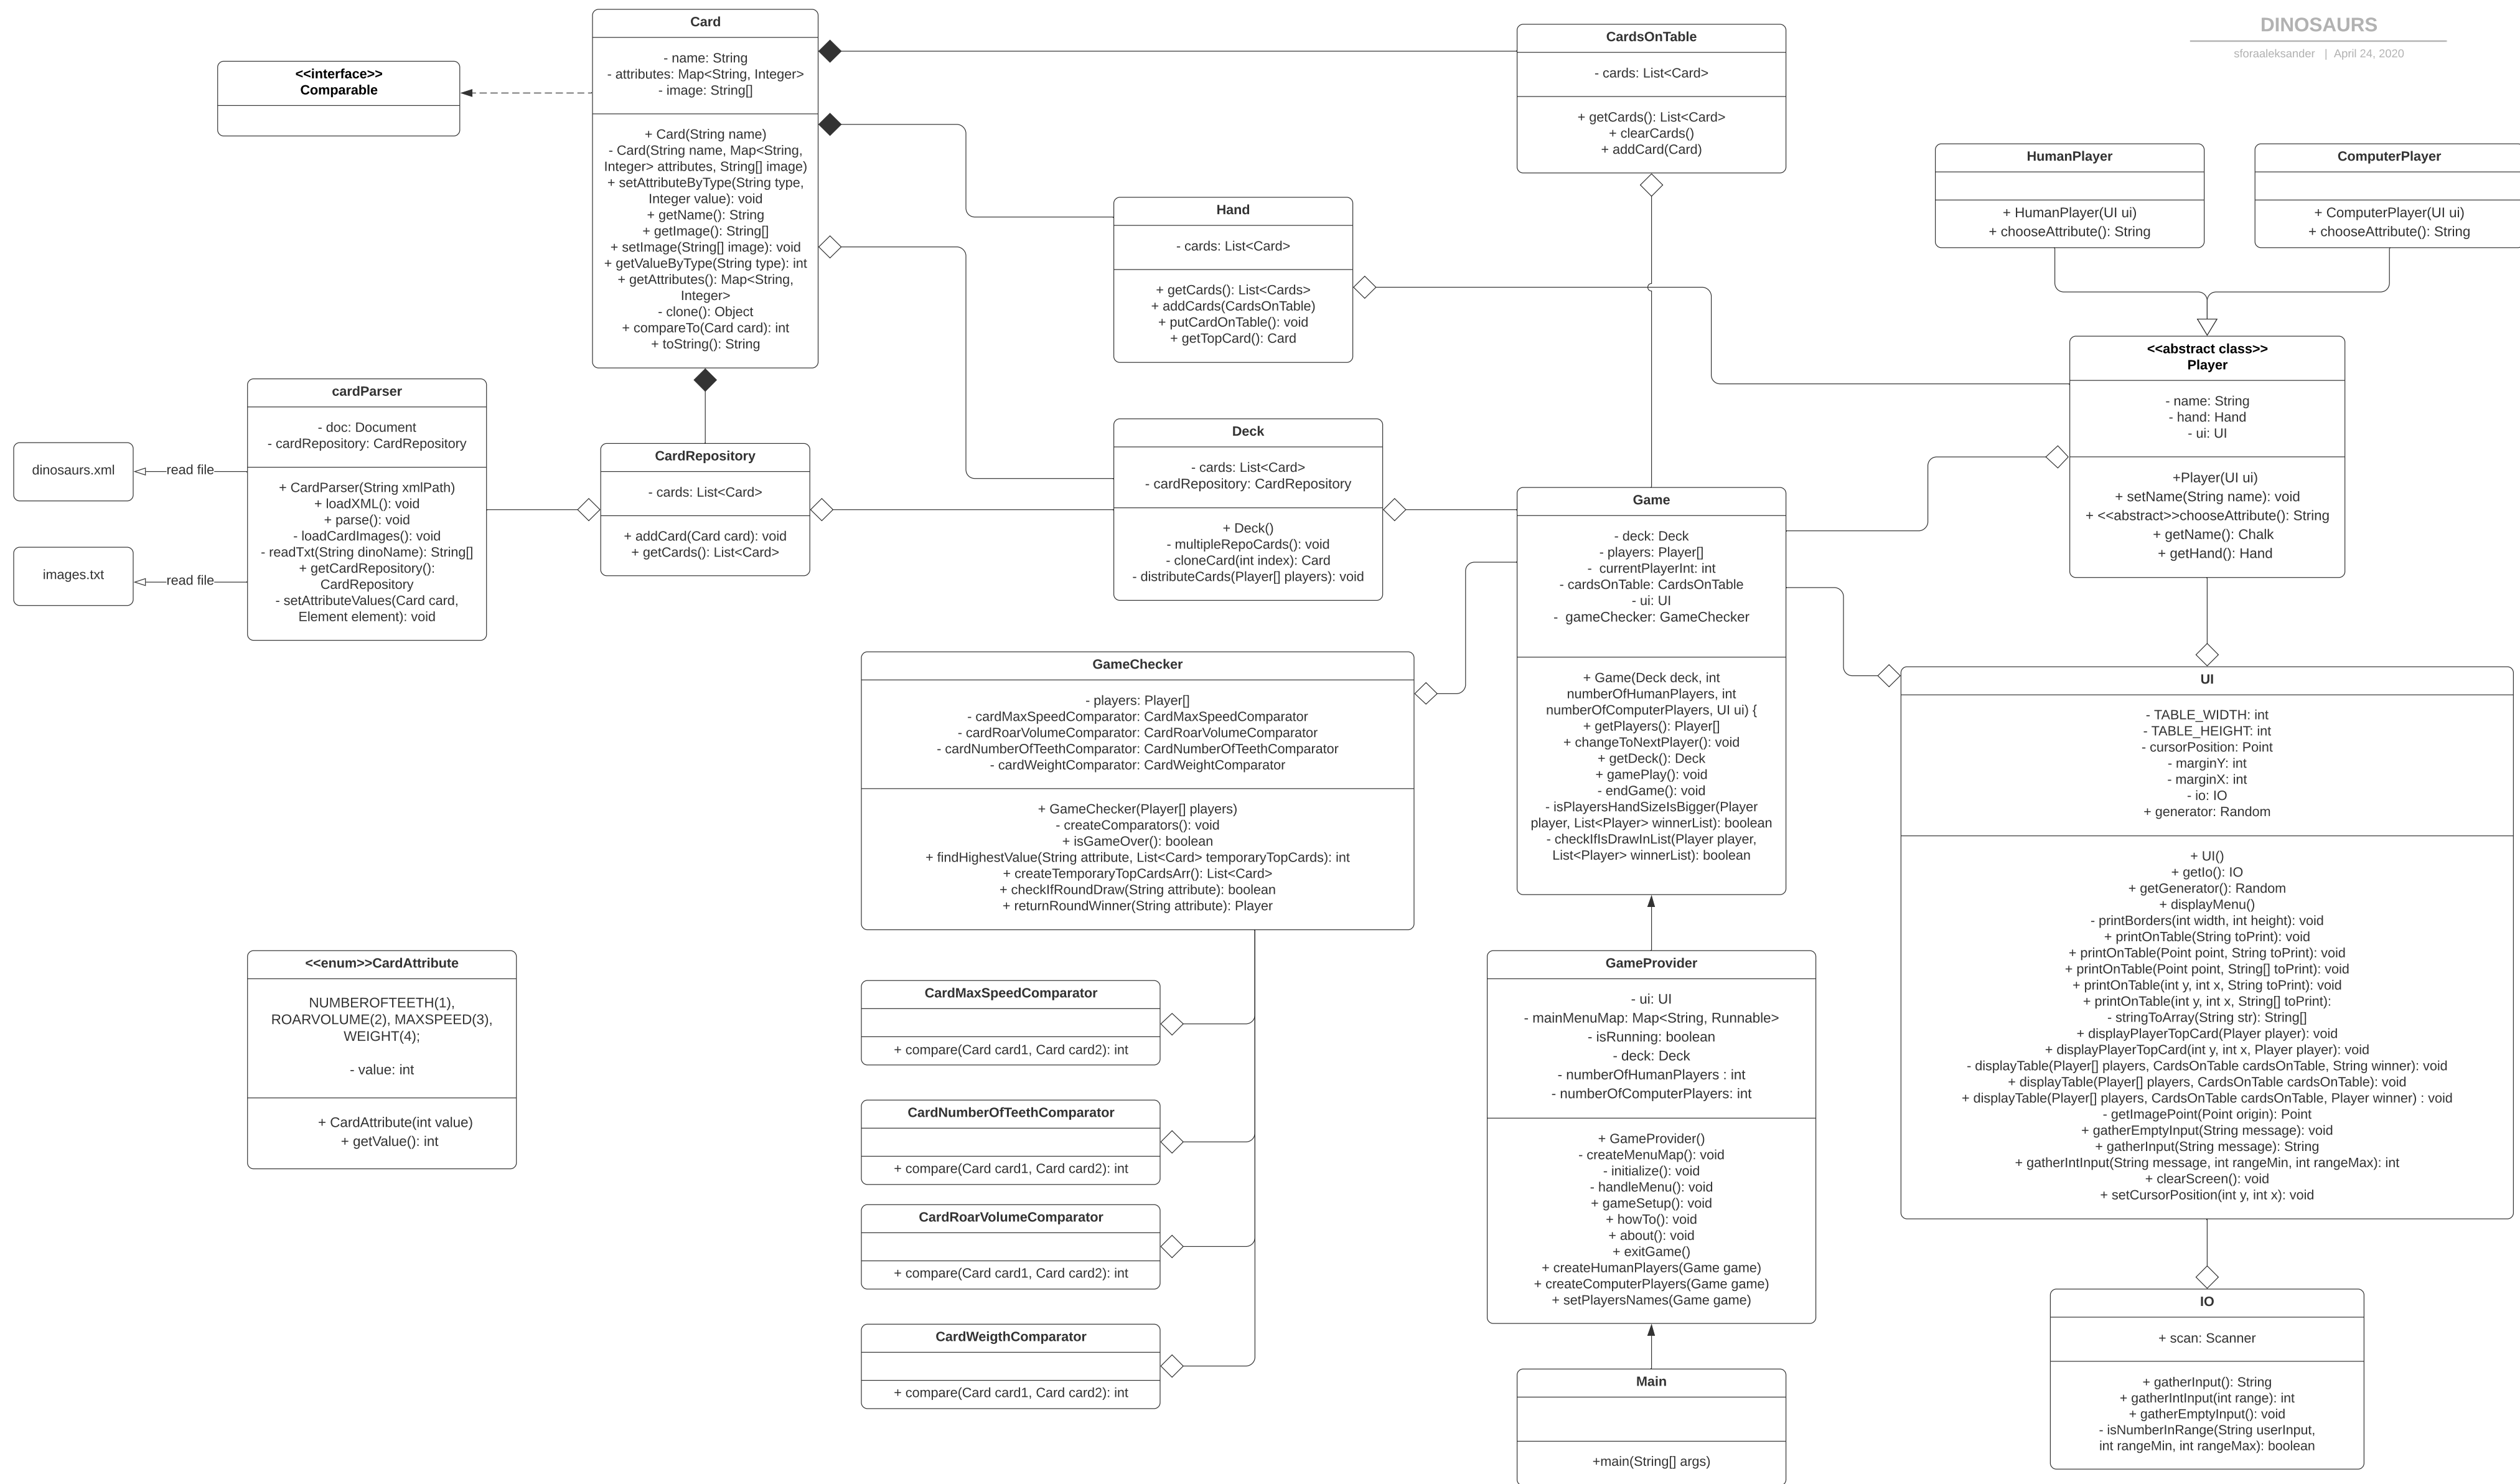 DINOSAURS
sforaaleksander | April 24, 2020
<<interface>>
Comparable
Card
- name: String
- attributes: Map<String, Integer>
- image: String[]
+ Card(String name)
- Card(String name, Map<String,
Integer> attributes, String[] image)
+ setAttributeByType(String type,
Integer value): void
+ getName(): String
+ getImage(): String[]
+ setImage(String[] image): void
+ getValueByType(String type): int
+ getAttributes(): Map<String,
Integer>
- clone(): Object
+ compareTo(Card card): int
+ toString(): String
CardsOnTable
- cards: List<Card>
+ getCards(): List<Card>
+ clearCards()
+ addCard(Card)
HumanPlayer
+ HumanPlayer(UI ui)
+ chooseAttribute(): String
ComputerPlayer
+ ComputerPlayer(UI ui)
+ chooseAttribute(): String
Hand
- cards: List<Card>
+ getCards(): List<Cards>
+ addCards(CardsOnTable)
+ putCardOnTable(): void
+ getTopCard(): Card
<<abstract class>>
Player
- name: String
- hand: Hand
- ui: UI
+Player(UI ui)
+ setName(String name): void
+ <<abstract>>chooseAttribute(): String
+ getName(): Chalk
+ getHand(): Hand
dinosaurs.xml
read file
images.txt
read file
cardParser
- doc: Document
- cardRepository: CardRepository
+ CardParser(String xmlPath)
+ loadXML(): void
+ parse(): void
- loadCardImages(): void
- readTxt(String dinoName): String[]
+ getCardRepository():
CardRepository
- setAttributeValues(Card card,
Element element): void
CardRepository
- cards: List<Card>
+ addCard(Card card): void
+ getCards(): List<Card>
Deck
- cards: List<Card>
- cardRepository: CardRepository
+ Deck()
- multipleRepoCards(): void
- cloneCard(int index): Card
- distributeCards(Player[] players): void
Game
- deck: Deck
- players: Player[]
- currentPlayerInt: int
- cardsOnTable: CardsOnTable
- ui: UI
- gameChecker: GameChecker
+ Game(Deck deck, int
numberOfHumanPlayers, int
numberOfComputerPlayers, UI ui) {
+ getPlayers(): Player[]
+ changeToNextPlayer(): void
+ getDeck(): Deck
+ gamePlay(): void
- endGame(): void
- isPlayersHandSizeIsBigger(Player
player, List<Player> winnerList): boolean
- checkIfIsDrawInList(Player player,
List<Player> winnerList): boolean
GameChecker
- players: Player[]
- cardMaxSpeedComparator: CardMaxSpeedComparator
- cardRoarVolumeComparator: CardRoarVolumeComparator
- cardNumberOfTeethComparator: CardNumberOfTeethComparator
- cardWeightComparator: CardWeightComparator
+ GameChecker(Player[] players)
- createComparators(): void
+ isGameOver(): boolean
+ findHighestValue(String attribute, List<Card> temporaryTopCards): int
+ createTemporaryTopCardsArr(): List<Card>
+ checkIfRoundDraw(String attribute): boolean
+ returnRoundWinner(String attribute): Player
UI
- TABLE_WIDTH: int
- TABLE_HEIGHT: int
- cursorPosition: Point
- marginY: int
- marginX: int
- io: IO
+ generator: Random
+ UI()
+ getIo(): IO
+ getGenerator(): Random
+ displayMenu()
- printBorders(int width, int height): void
+ printOnTable(String toPrint): void
+ printOnTable(Point point, String toPrint): void
+ printOnTable(Point point, String[] toPrint): void
+ printOnTable(int y, int x, String toPrint): void
+ printOnTable(int y, int x, String[] toPrint):
- stringToArray(String str): String[]
+ displayPlayerTopCard(Player player): void
+ displayPlayerTopCard(int y, int x, Player player): void
- displayTable(Player[] players, CardsOnTable cardsOnTable, String winner): void
+ displayTable(Player[] players, CardsOnTable cardsOnTable): void
+ displayTable(Player[] players, CardsOnTable cardsOnTable, Player winner) : void
- getImagePoint(Point origin): Point
+ gatherEmptyInput(String message): void
+ gatherInput(String message): String
+ gatherIntInput(String message, int rangeMin, int rangeMax): int
+ clearScreen(): void
+ setCursorPosition(int y, int x): void
<<enum>>CardAttribute
NUMBEROFTEETH(1),
ROARVOLUME(2), MAXSPEED(3),
WEIGHT(4);
- value: int
+ CardAttribute(int value)
+ getValue(): int
CardMaxSpeedComparator
+ compare(Card card1, Card card2): int
CardNumberOfTeethComparator
+ compare(Card card1, Card card2): int
CardRoarVolumeComparator
+ compare(Card card1, Card card2): int
CardWeigthComparator
+ compare(Card card1, Card card2): int
GameProvider
- ui: UI
- mainMenuMap: Map<String, Runnable>
- isRunning: boolean
- deck: Deck
- numberOfHumanPlayers : int
- numberOfComputerPlayers: int
+ GameProvider()
- createMenuMap(): void
- initialize(): void
- handleMenu(): void
+ gameSetup(): void
+ howTo(): void
+ about(): void
+ exitGame()
+ createHumanPlayers(Game game)
+ createComputerPlayers(Game game)
+ setPlayersNames(Game game)
Main
+main(String[] args)
IO
+ scan: Scanner
+ gatherInput(): String
+ gatherIntInput(int range): int
+ gatherEmptyInput(): void
- isNumberInRange(String userInput,
int rangeMin, int rangeMax): boolean